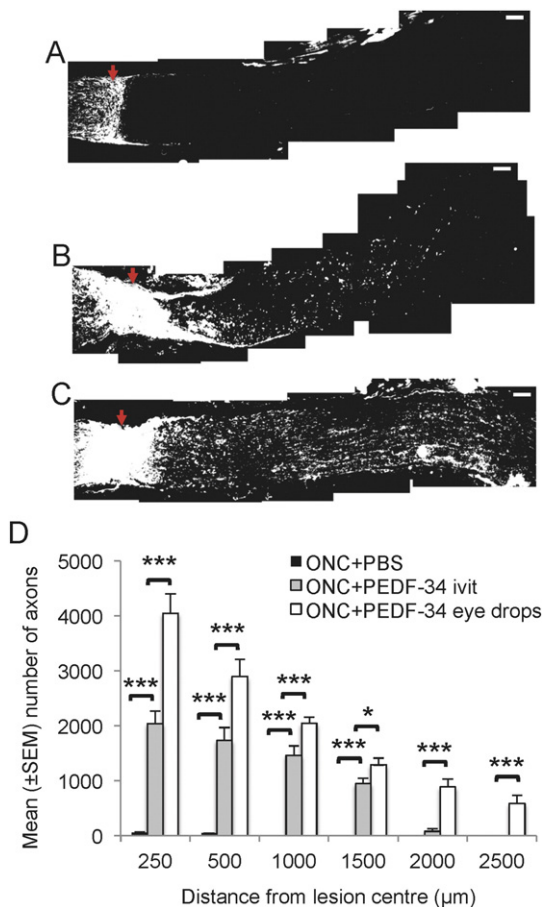 A
B
C
D
ONC+PBS
ONC+PEDF-34 ivit
ONC+PEDF-34 eye drops
Mean (±SEM) number of axons
5000
4000
3000
2000
1000
0
***
***
***
***
***
***
***
*
***
***
250 500 1000 1500 2000 2500
Distance from lesion centre (µm)